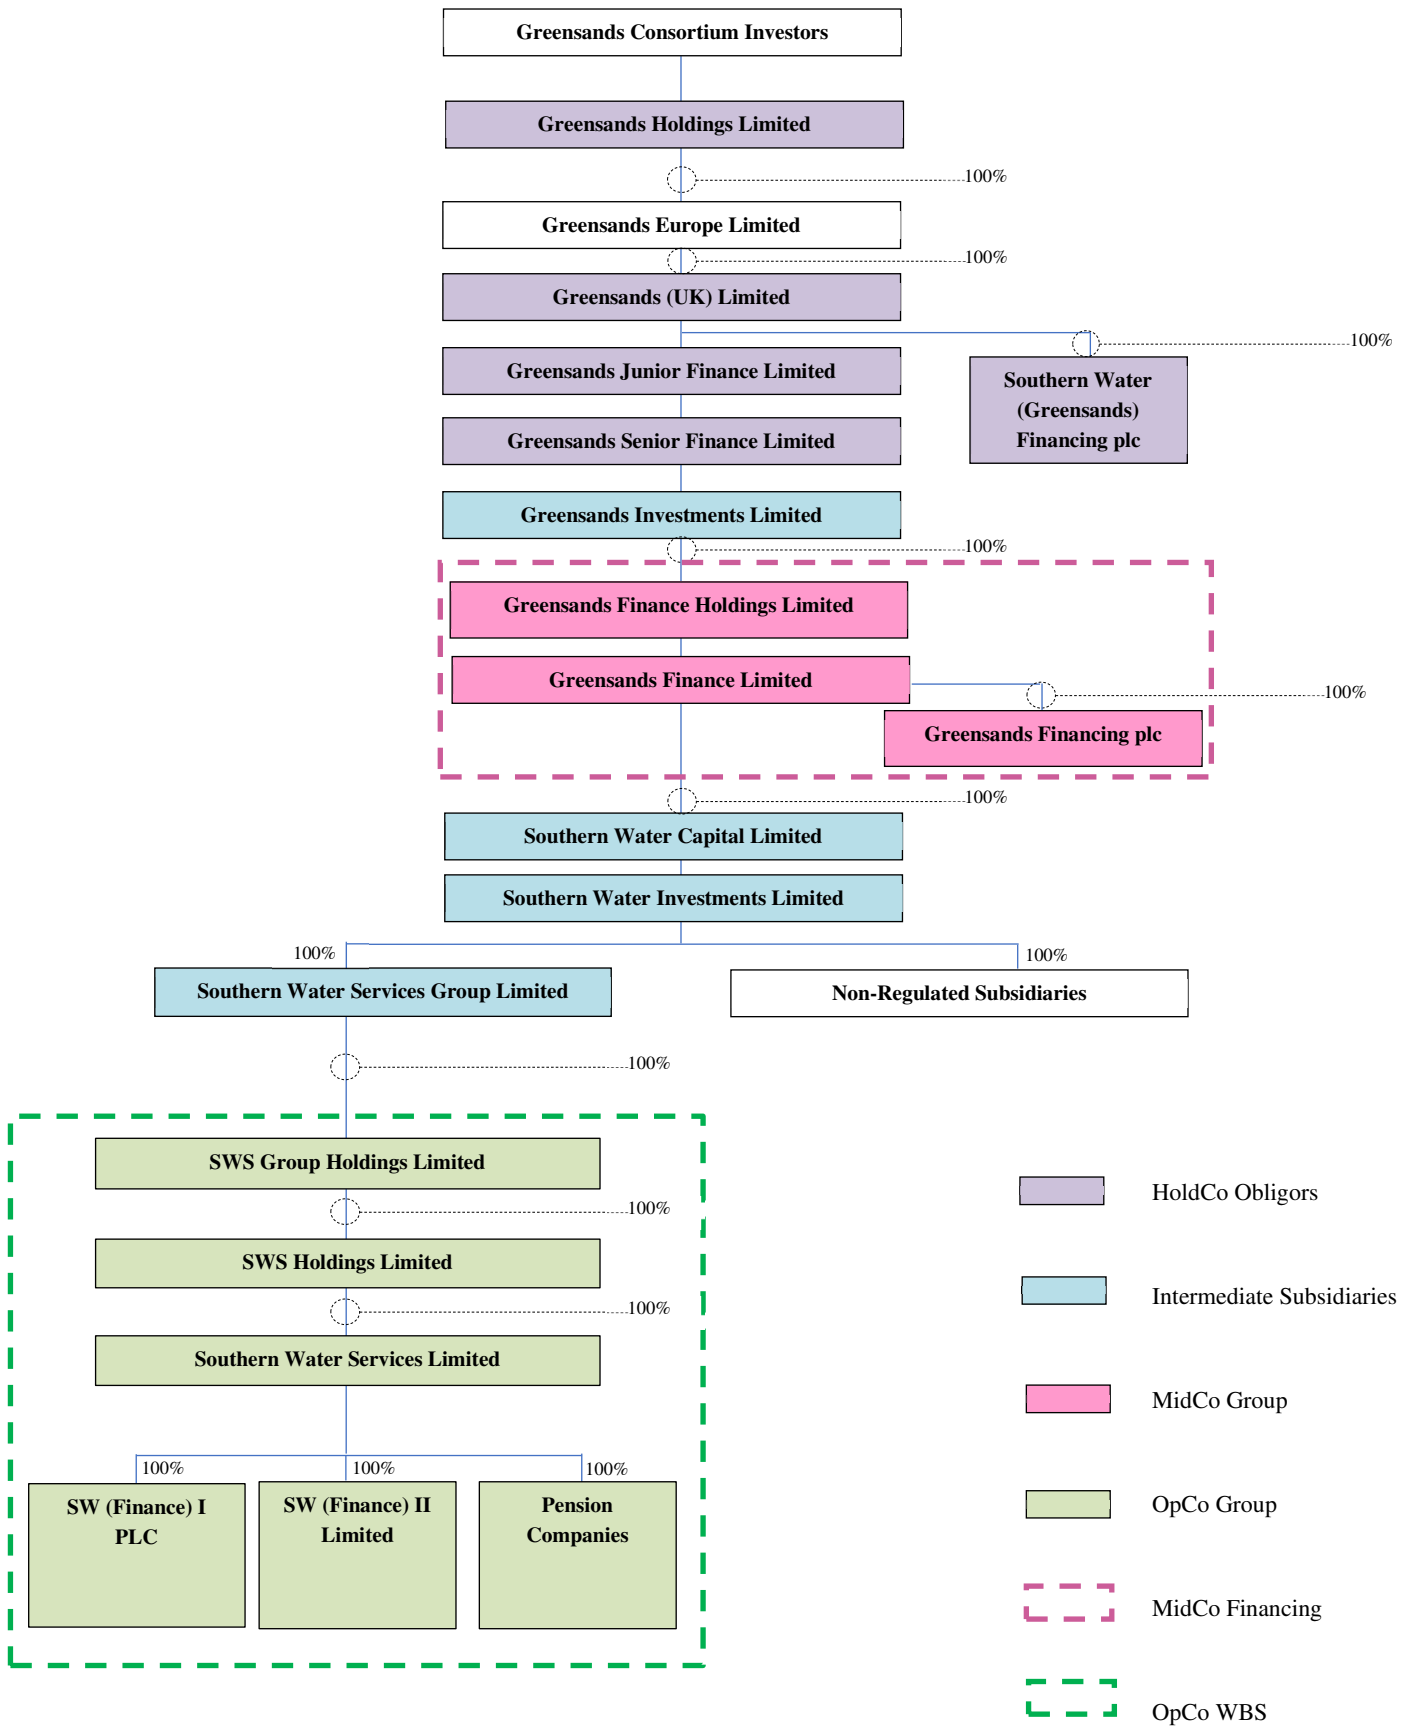 Greensands Consortium Investors
Greensands Holdings Limited
100%
Greensands Europe Limited
100%
Greensands (UK) Limited
100%
Greensands Junior Finance Limited
Southern Water
(Greensands)
Financing plc
Greensands Senior Finance Limited
Greensands Investments Limited
100%
Greensands Finance Holdings Limited
Greensands Finance Limited
100%
Greensands Financing plc
100%
Southern Water Capital Limited
Southern Water Investments Limited
100%
100%
Southern Water Services Group Limited
Non-Regulated Subsidiaries
100%
SWS Group Holdings Limited
100%
SWS Holdings Limited
100%
Southern Water Services Limited
100%
100%
100%
SW (Finance) I
PLC
SW (Finance) II
Limited
Pension
Companies
HoldCo Obligors
Intermediate Subsidiaries
MidCo Group
OpCo Group
MidCo Financing
OpCo WBS